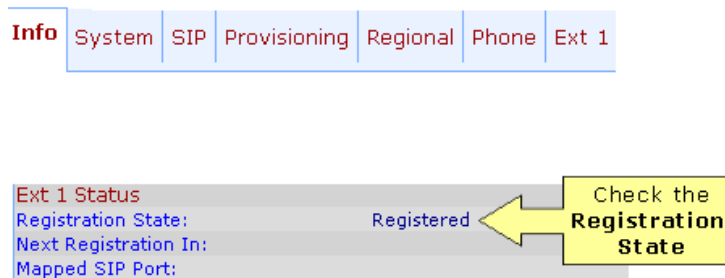 Info System SIP Provisioning Regional Phone Ext 1
Ext 1 Status
Registration State: Registered
Next Registration In:
Mapped SIP Port:
Check the
Registration
State